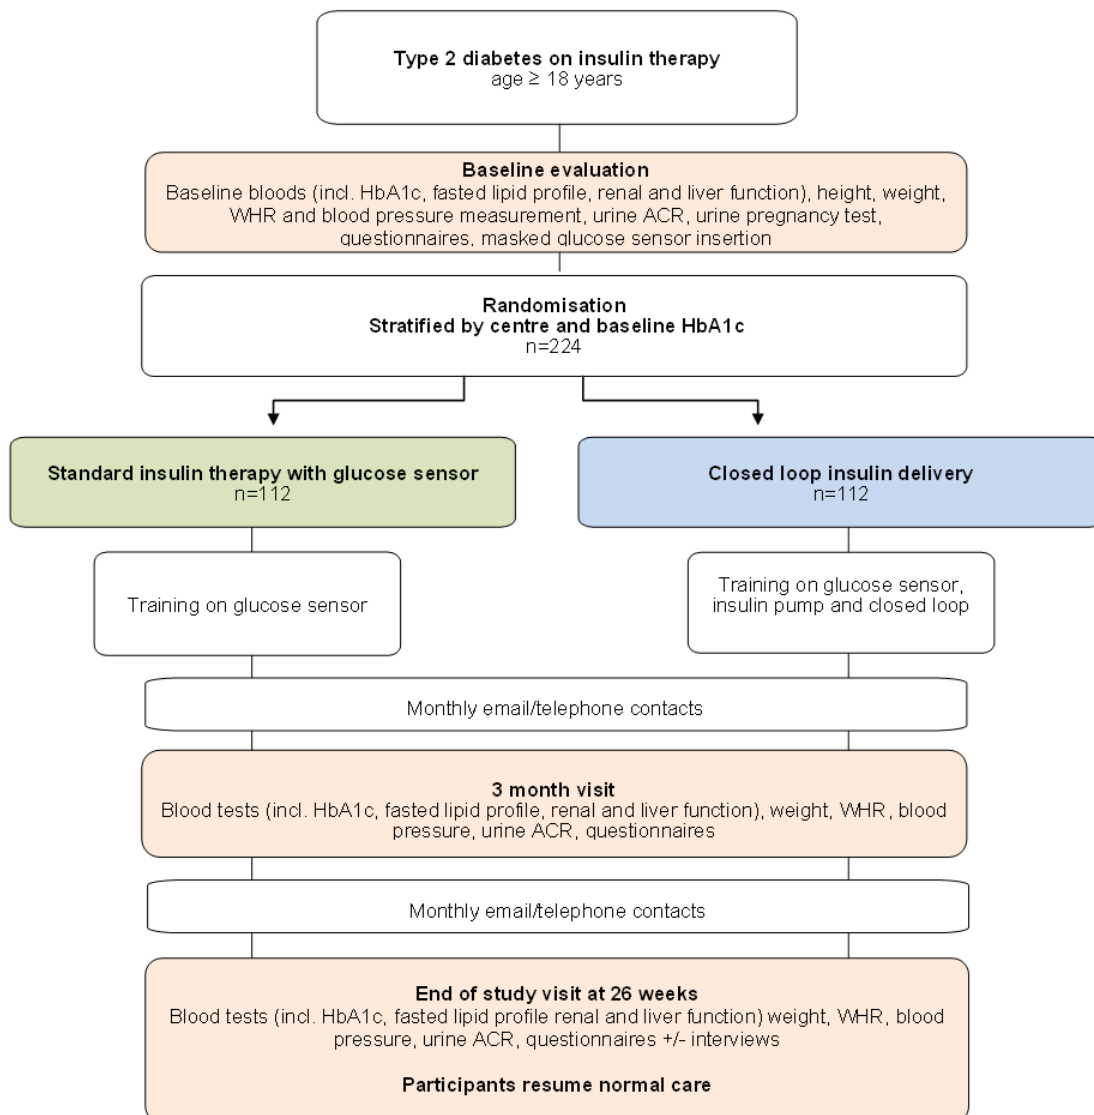 Type 2 diabetes on insulin therapy
age ≥ 18 years
Baseline evaluation
Baseline bloods (incl. HbA1c, fasted lipid profile, renal and liver function), height, weight,
WHR and blood pressure measurement, urine ACR, urine pregnancy test,
questionnaires, masked glucose sensor insertion
Randomisation
Stratified by centre and baseline HbA1c
n=224
Standard insulin therapy with glucose sensor
n=112
Closed loop insulin delivery
n=112
Training on glucose sensor
Training on glucose sensor,
insulin pump and closed loop
Monthly email/telephone contacts
3 month visit
Blood tests (incl. HbA1c, fasted lipid profile, renal and liver function), weight, WHR, blood
pressure, urine ACR, questionnaires
Monthly email/telephone contacts
End of study visit at 26 weeks
Blood tests (incl. HbA1c, fasted lipid profile renal and liver function) weight, WHR, blood
pressure, urine ACR, questionnaires +/- interviews
Participants resume normal care